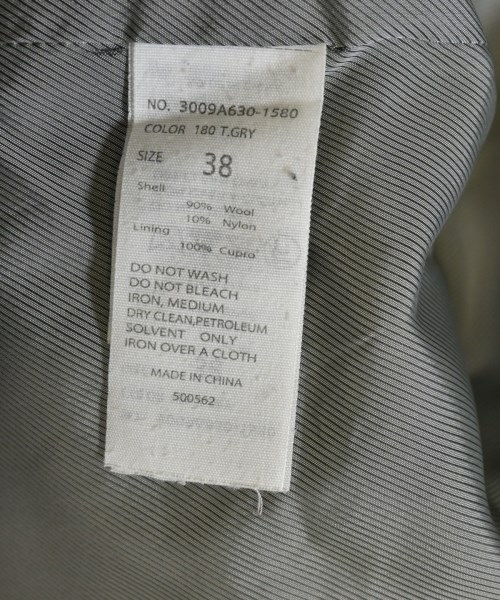 NO. 3009A630-1580
COLOR 180 T.GRY
SIZE 38
Shell
90% Wool
10% Nylon
Lining
100% Cupra
DO NOT WASH
DO NOT BLEACH
IRON, MEDIUM
DRY CLEAN,PETROLEUM
SOLVENT ONLY
IRON OVER A CLOTH
MADE IN CHINA
500562